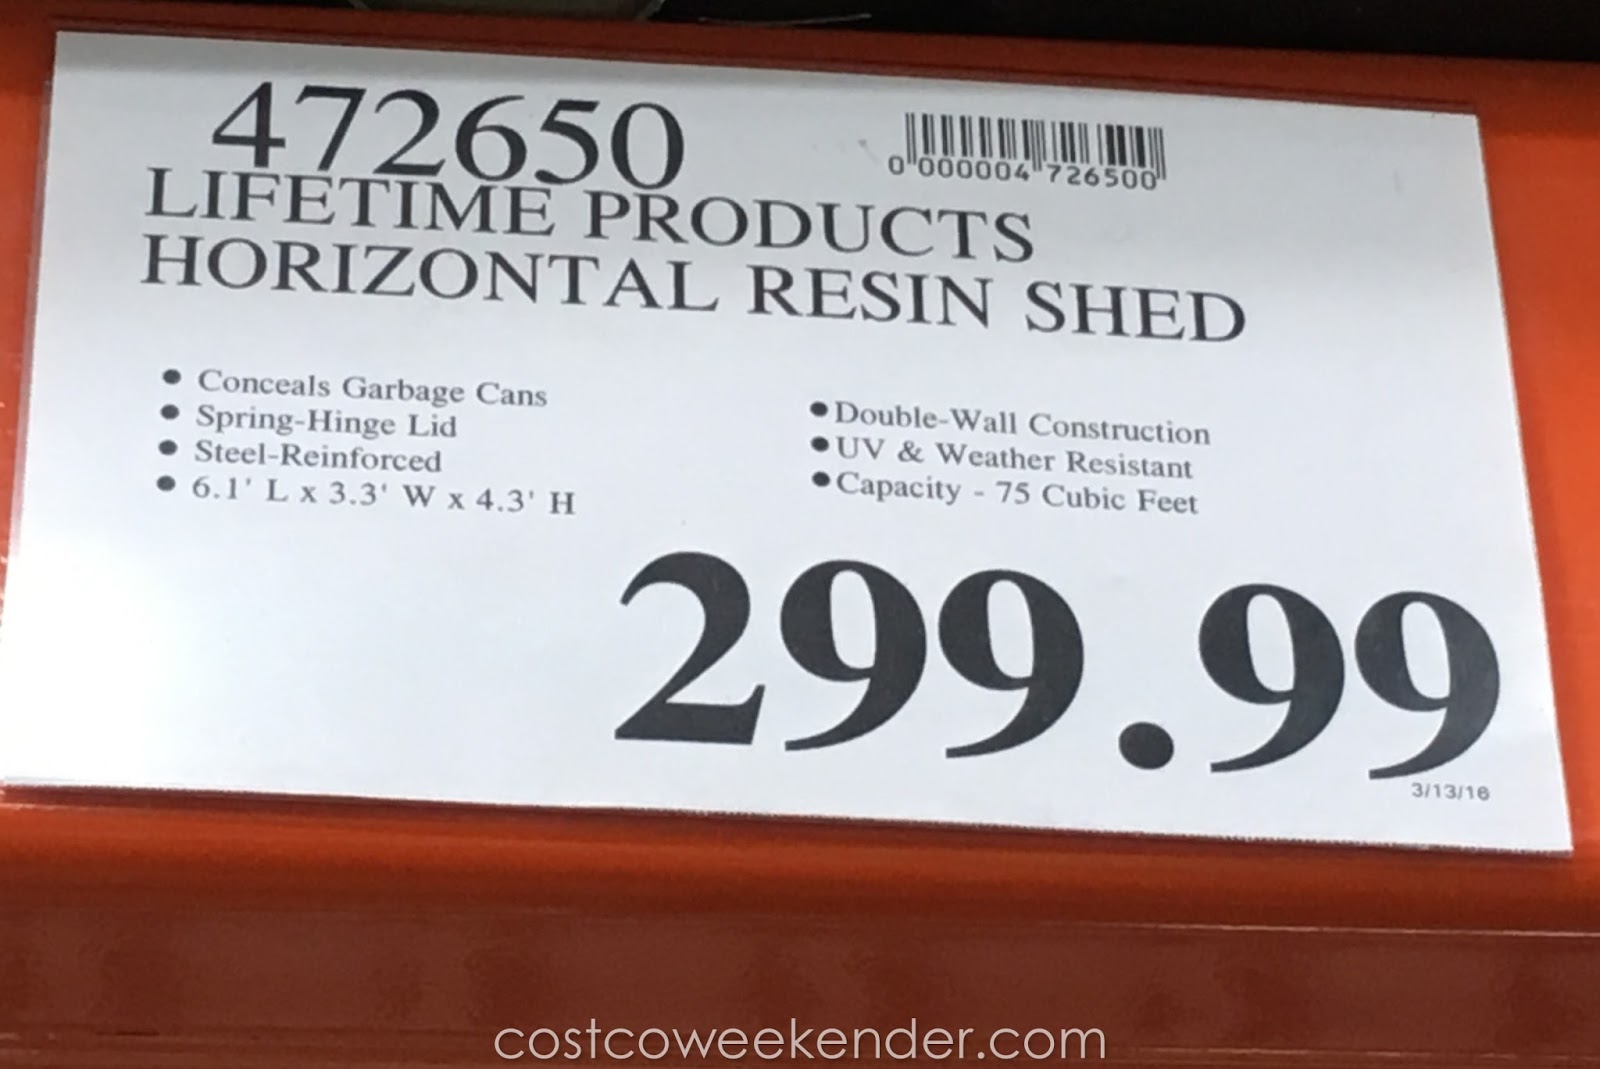 472650
0 000004 726500
LIFETIME PRODUCTS
HORIZONTAL RESIN SHED
• Conceals Garbage Cans
• Spring-Hinge Lid
• Steel-Reinforced
• 6.1' L x 3.3' W x 4.3' H
• Double-Wall Construction
• UV & Weather Resistant
• Capacity - 75 Cubic Feet
299.99
3/13/16
costcoweekender.com